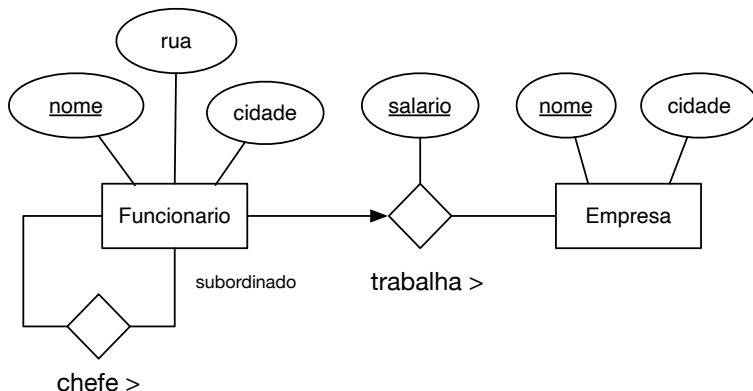 rua
nome
cidade
salario
nome
cidade
Funcionario
Empresa
subordinado
trabalha >
chefe >